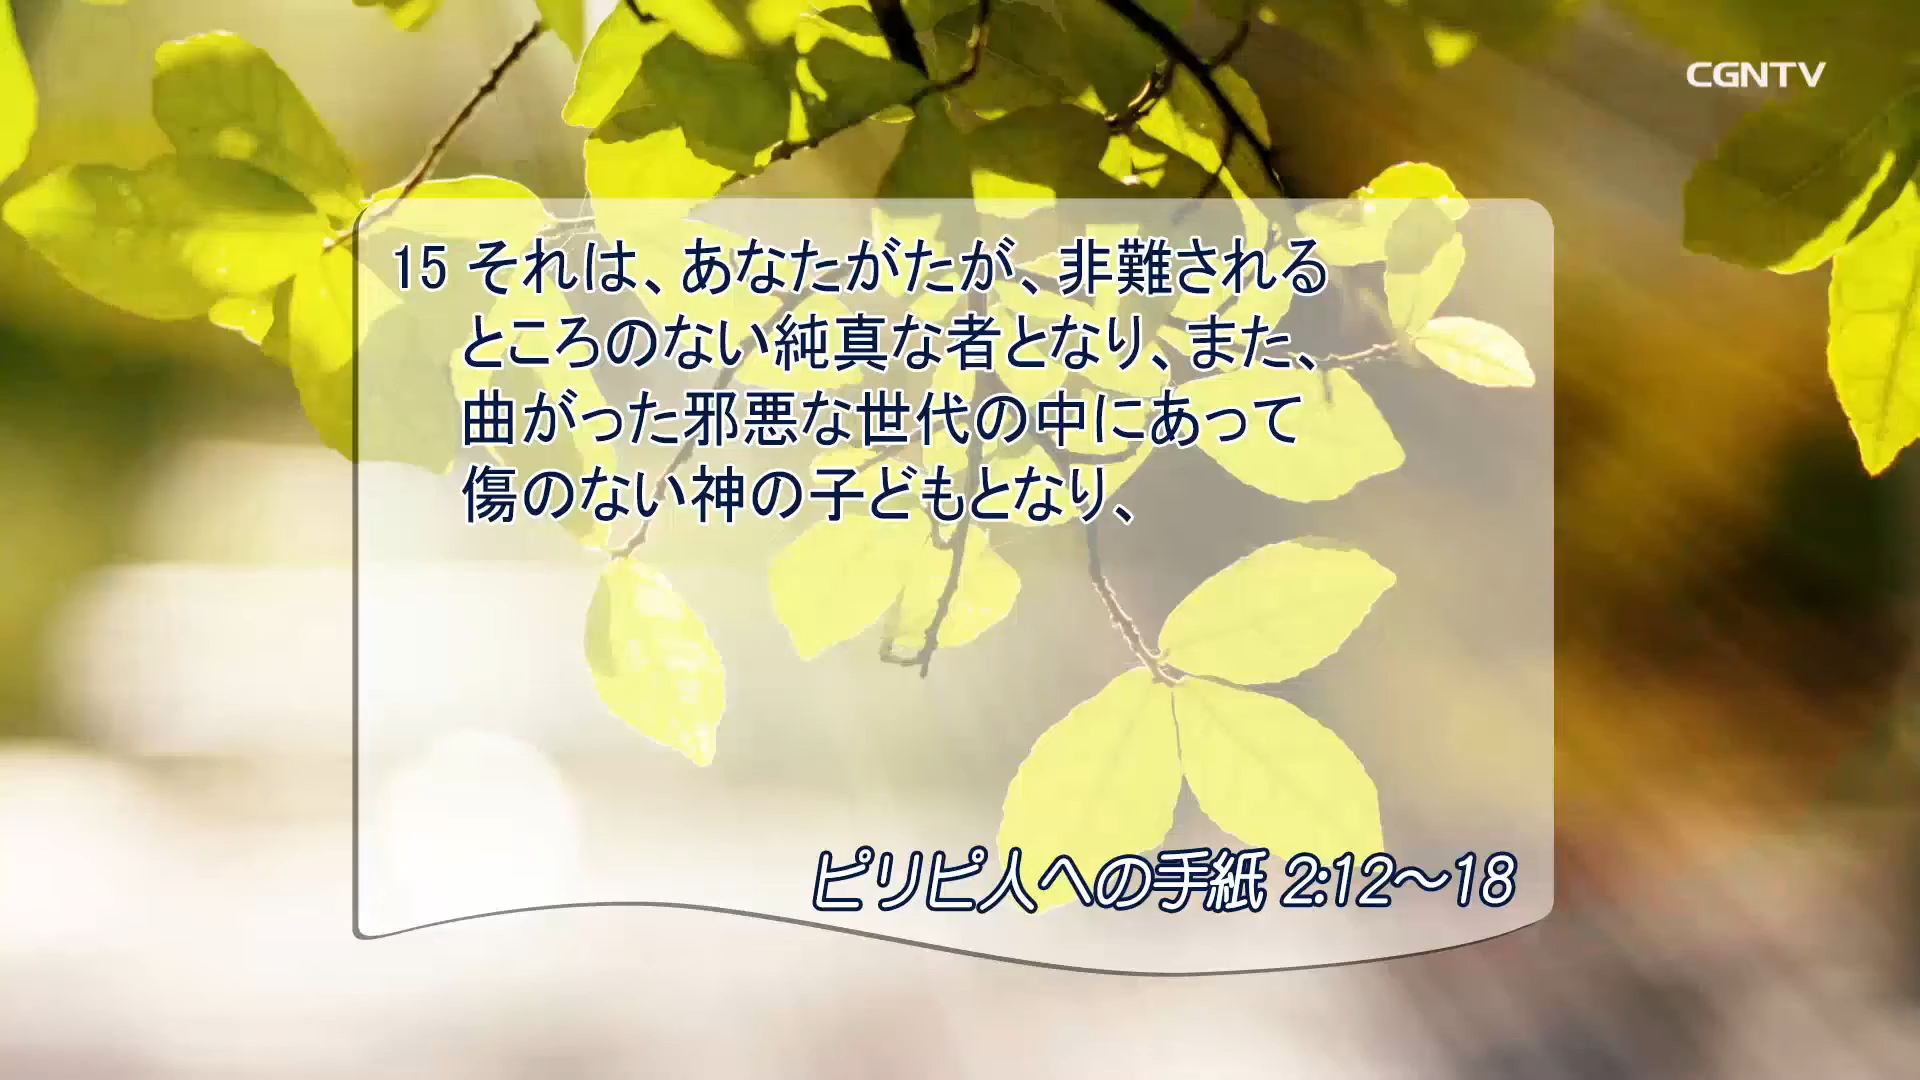 CGNTV
15 それは、あなたがたが、非難される
ところのない純真な者となり、また、
曲がった邪悪な世代の中にあって
傷のない神の子どもとなり、
ピリピ人への手紙 2:12～18